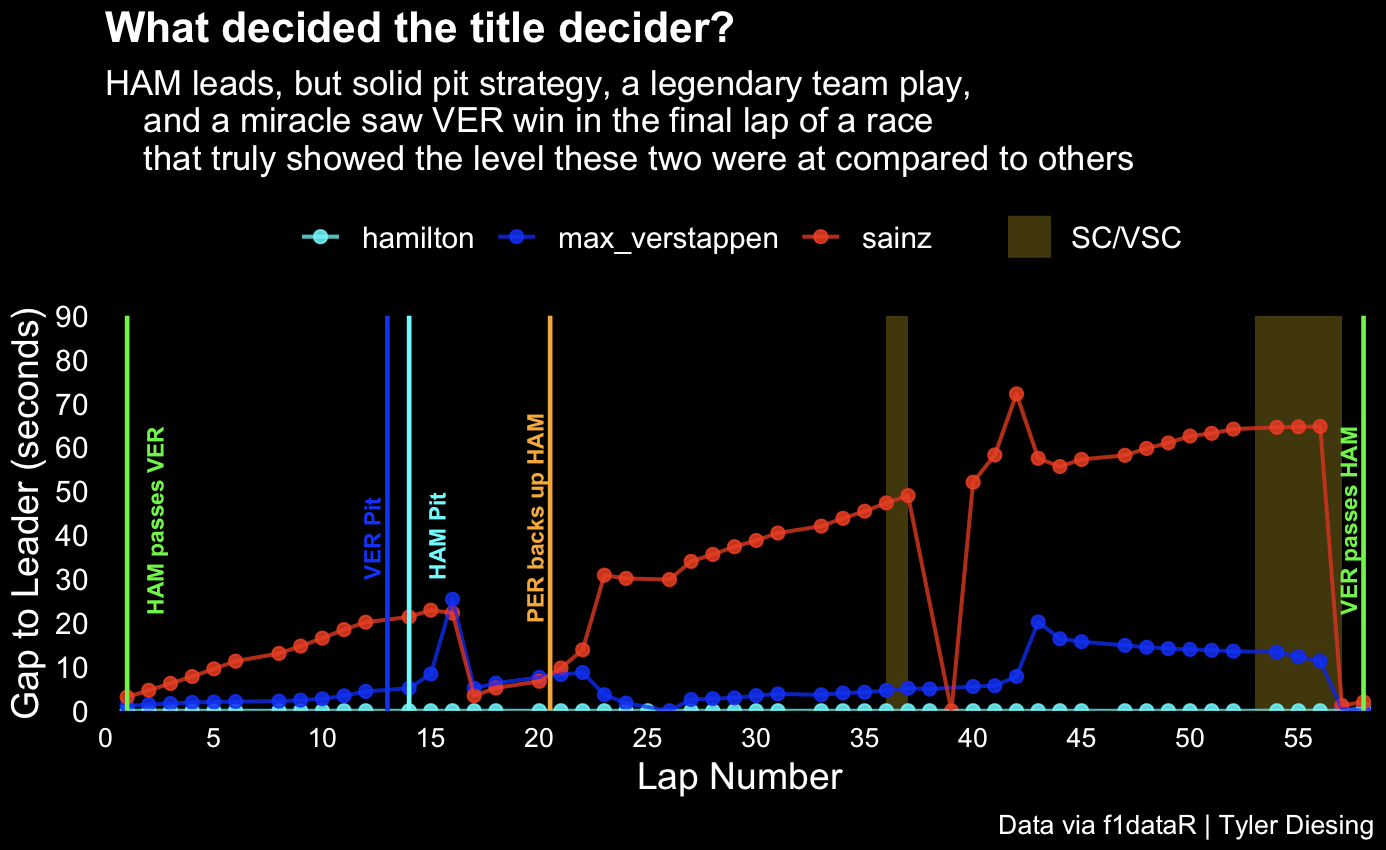 What decided the title decider?
HAM leads, but solid pit strategy, a legendary team play,
and a miracle saw VER win in the final lap of a race
that truly showed the level these two were at compared to others
hamilton max_verstappen sainz SC/VSC
Gap to Leader (seconds)
90
80
70
60
50
40
30
20
10
0
HAM passes VER
VER Pit
HAM Pit
PER backs up HAM
VER passes HAM
0 5 10 15 20 25 30 35 40 45 50 55
Lap Number
Data via f1dataR | Tyler Diesing